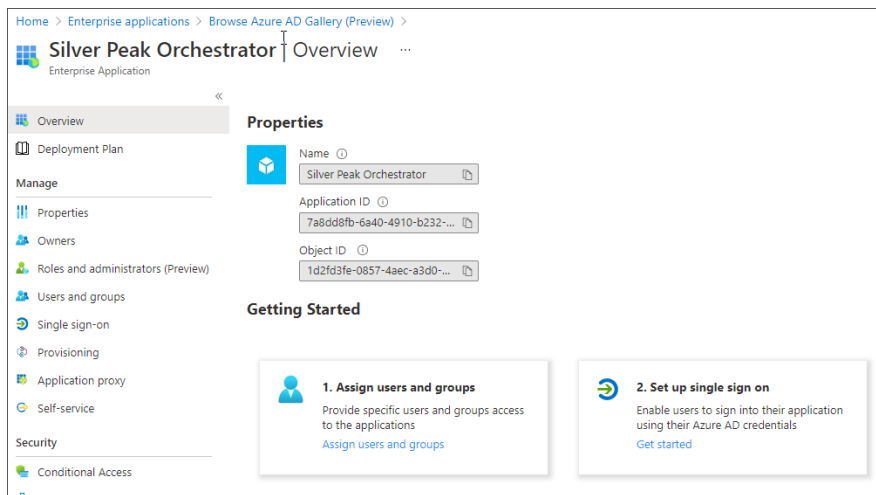 Home > Enterprise applications > Browse Azure AD Gallery (Preview) >
Silver Peak Orchestrator | Overview ...
Enterprise Application
«
Overview
Deployment Plan
Manage
Properties
Owners
Roles and administrators (Preview)
Users and groups
Single sign-on
Provisioning
Application proxy
Self-service
Security
Conditional Access
Properties
Name
Silver Peak Orchestrator
Application ID
7a8dd8fb-6a40-4910-b232-...
Object ID
1d2fd3fe-0857-4aec-a3d0-...
Getting Started
1. Assign users and groups
Provide specific users and groups access
to the applications
Assign users and groups
2. Set up single sign on
Enable users to sign into their application
using their Azure AD credentials
Get started